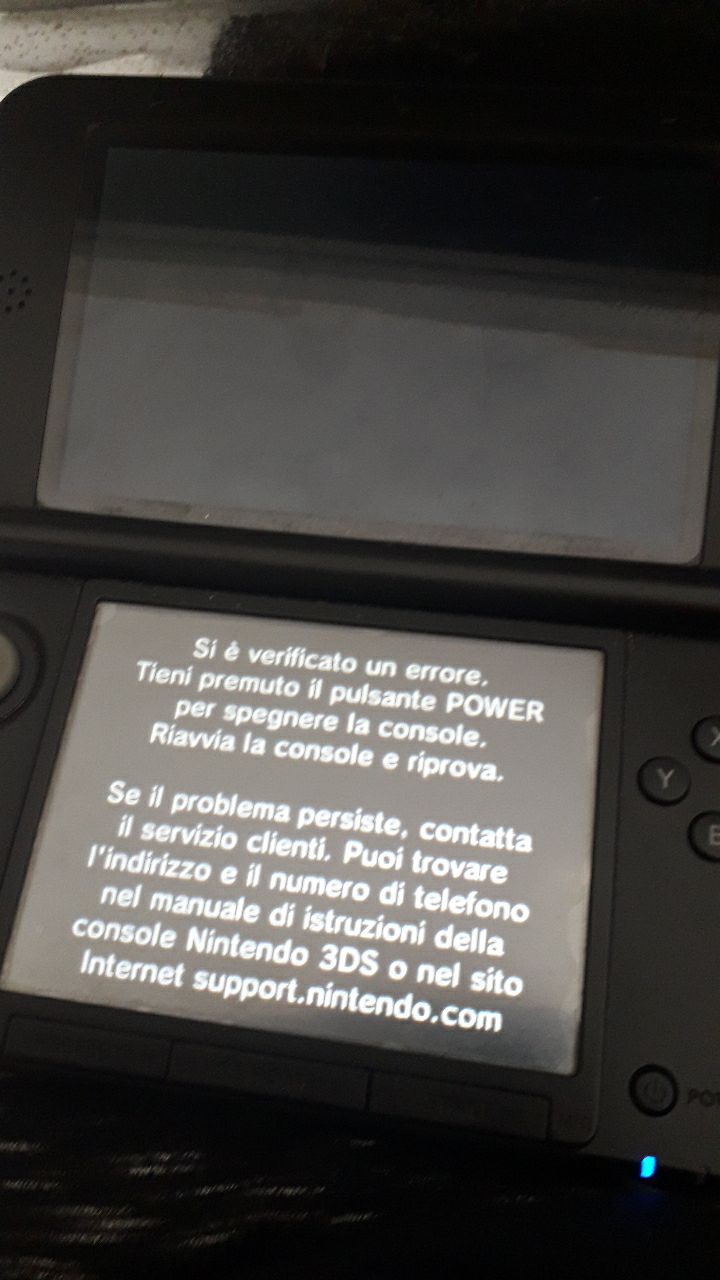 Si è verificato un errore.
Tieni premuto il pulsante POWER
per spegnere la console.
Riavvia la console e riprova.
Se il problema persiste, contatta
il servizio clienti. Puoi trovare
l'indirizzo e il numero di telefono
nel manuale di istruzioni della
console Nintendo 3DS o nel sito
Internet support.nintendo.com
X
Y
B